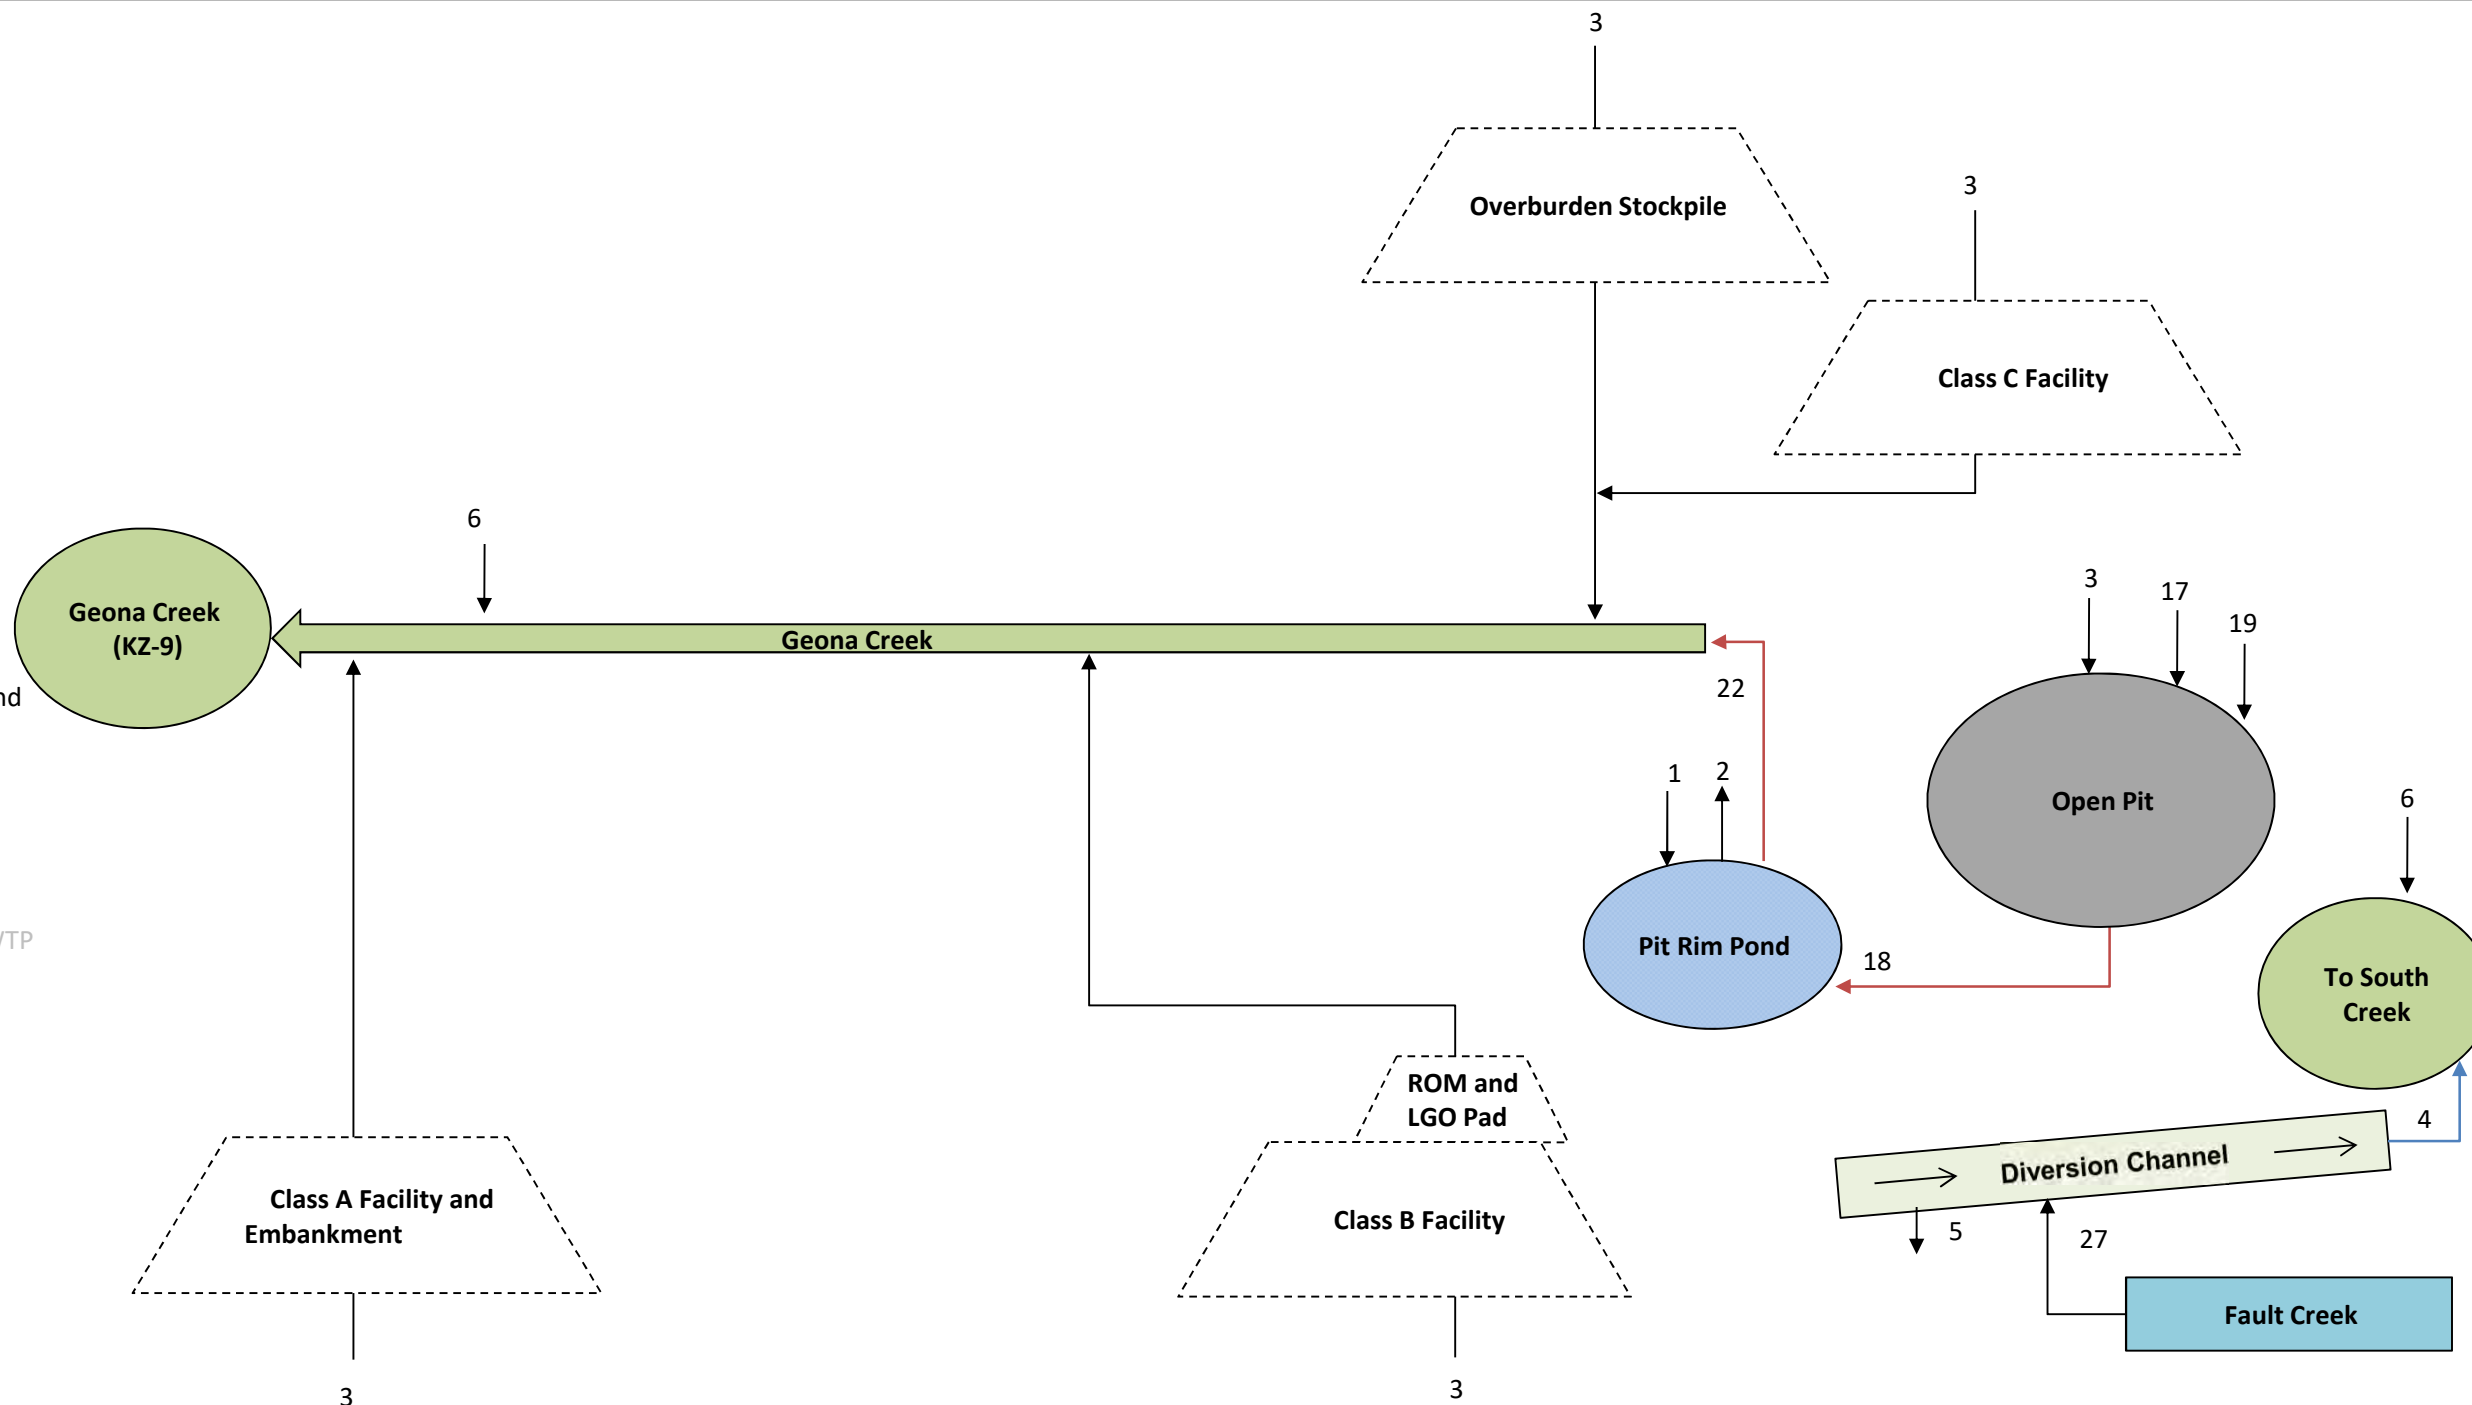 3
Overburden Stockpile
3
Class C Facility
6
Geona Creek
(KZ-9)
Geona Creek
22
3
17
19
Open Pit
1
2
Pit Rim Pond
18
6
To South
Creek
4
Diversion Channel
5
27
Fault Creek
ROM and
LGO Pad
Class B Facility
3
Class A Facility and
Embankment
3